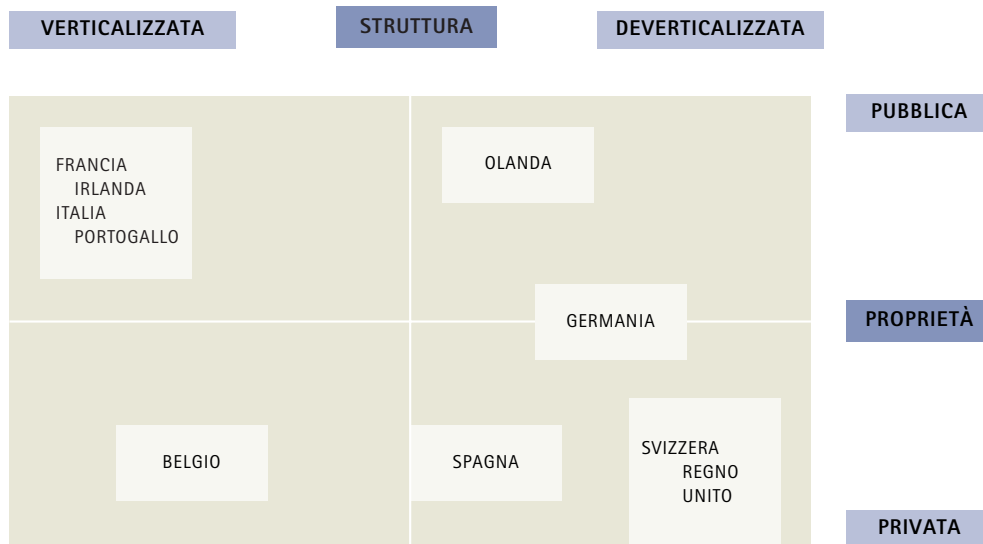 VERTICALIZZATA
STRUTTURA
DEVERTICALIZZATA
PUBBLICA
FRANCIA
IRLANDA
ITALIA
PORTOGALLO
OLANDA
GERMANIA
PROPRIETÀ
BELGIO
SPAGNA
SVIZZERA
REGNO
UNITO
PRIVATA